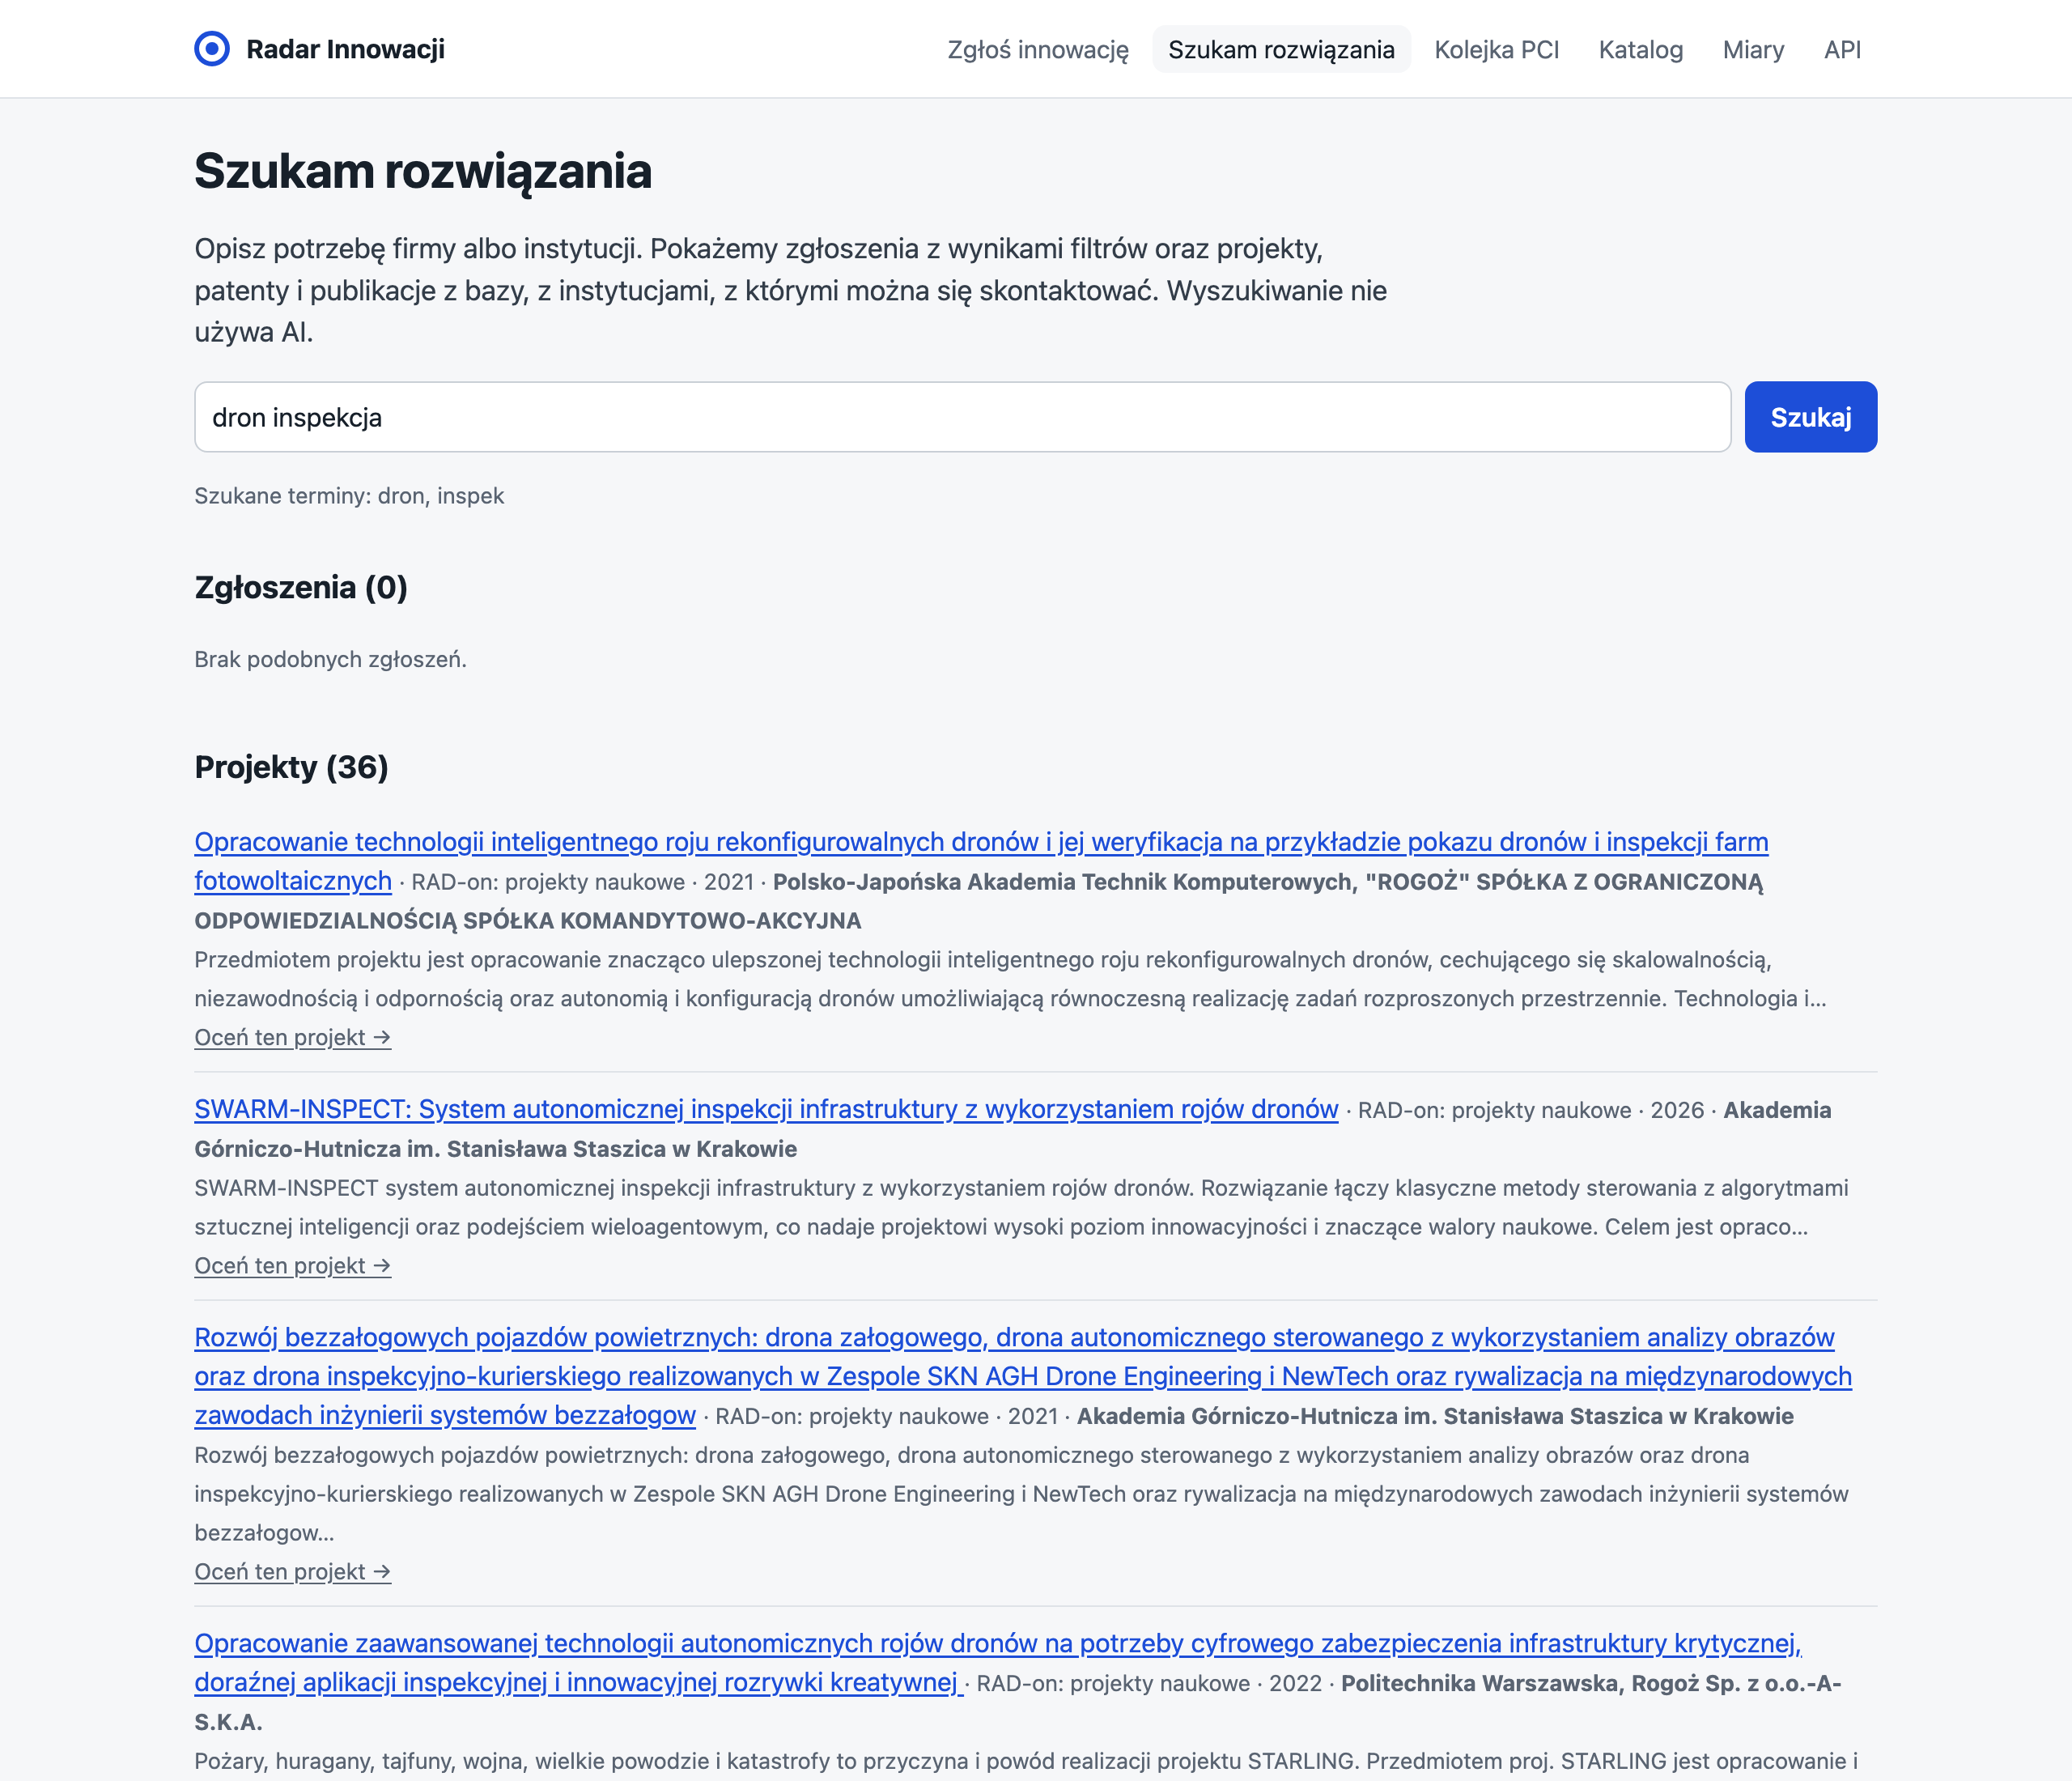 Radar Innowacji
Zgłoś innowację
Szukam rozwiązania
Kolejka PCI
Katalog
Miary
API
Szukam rozwiązania
Opisz potrzebę firmy albo instytucji. Pokażemy zgłoszenia z wynikami filtrów oraz projekty,
patenty i publikacje z bazy, z instytucjami, z którymi można się skontaktować. Wyszukiwanie nie
używa AI.
dron inspekcja
Szukaj
Szukane terminy: dron, inspek
Zgłoszenia (0)
Brak podobnych zgłoszeń.
Projekty (36)
Opracowanie technologii inteligentnego roju rekonfigurowalnych dronów i jej weryfikacja na przykładzie pokazu dronów i inspekcji farm
fotowoltaicznych · RAD-on: projekty naukowe · 2021 · Polsko-Japońska Akademia Technik Komputerowych, "ROGOŻ" SPÓŁKA Z OGRANICZONĄ
ODPOWIEDZIALNOŚCIĄ SPÓŁKA KOMANDYTOWO-AKCYJNA
Przedmiotem projektu jest opracowanie znacząco ulepszonej technologii inteligentnego roju rekonfigurowalnych dronów, cechującego się skalowalnością,
niezawodnością i odpornością oraz autonomią i konfiguracją dronów umożliwiającą równoczesną realizację zadań rozproszonych przestrzennie. Technologia i...
Oceń ten projekt →
SWARM-INSPECT: System autonomicznej inspekcji infrastruktury z wykorzystaniem rojów dronów · RAD-on: projekty naukowe · 2026 · Akademia
Górniczo-Hutnicza im. Stanisława Staszica w Krakowie
SWARM-INSPECT system autonomicznej inspekcji infrastruktury z wykorzystaniem rojów dronów. Rozwiązanie łączy klasyczne metody sterowania z algorytmami
sztucznej inteligencji oraz podejściem wieloagentowym, co nadaje projektowi wysoki poziom innowacyjności i znaczące walory naukowe. Celem jest opraco...
Oceń ten projekt →
Rozwój bezzałogowych pojazdów powietrznych: drona załogowego, drona autonomicznego sterowanego z wykorzystaniem analizy obrazów
oraz drona inspekcyjno-kurierskiego realizowanych w Zespole SKN AGH Drone Engineering i NewTech oraz rywalizacja na międzynarodowych
zawodach inżynierii systemów bezzałogow · RAD-on: projekty naukowe · 2021 · Akademia Górniczo-Hutnicza im. Stanisława Staszica w Krakowie
Rozwój bezzałogowych pojazdów powietrznych: drona załogowego, drona autonomicznego sterowanego z wykorzystaniem analizy obrazów oraz drona
inspekcyjno-kurierskiego realizowanych w Zespole SKN AGH Drone Engineering i NewTech oraz rywalizacja na międzynarodowych zawodach inżynierii systemów
bezzałogow...
Oceń ten projekt →
Opracowanie zaawansowanej technologii autonomicznych rojów dronów na potrzeby cyfrowego zabezpieczenia infrastruktury krytycznej,
doraźnej aplikacji inspekcyjnej i innowacyjnej rozrywki kreatywnej · RAD-on: projekty naukowe · 2022 · Politechnika Warszawska, Rogoż Sp. z o.o.-A-
S.K.A.
Pożary, huragany, tajfuny, wojna, wielkie powodzie i katastrofy to przyczyna i powód realizacji projektu STARLING. Przedmiotem proj. STARLING jest opracowanie i